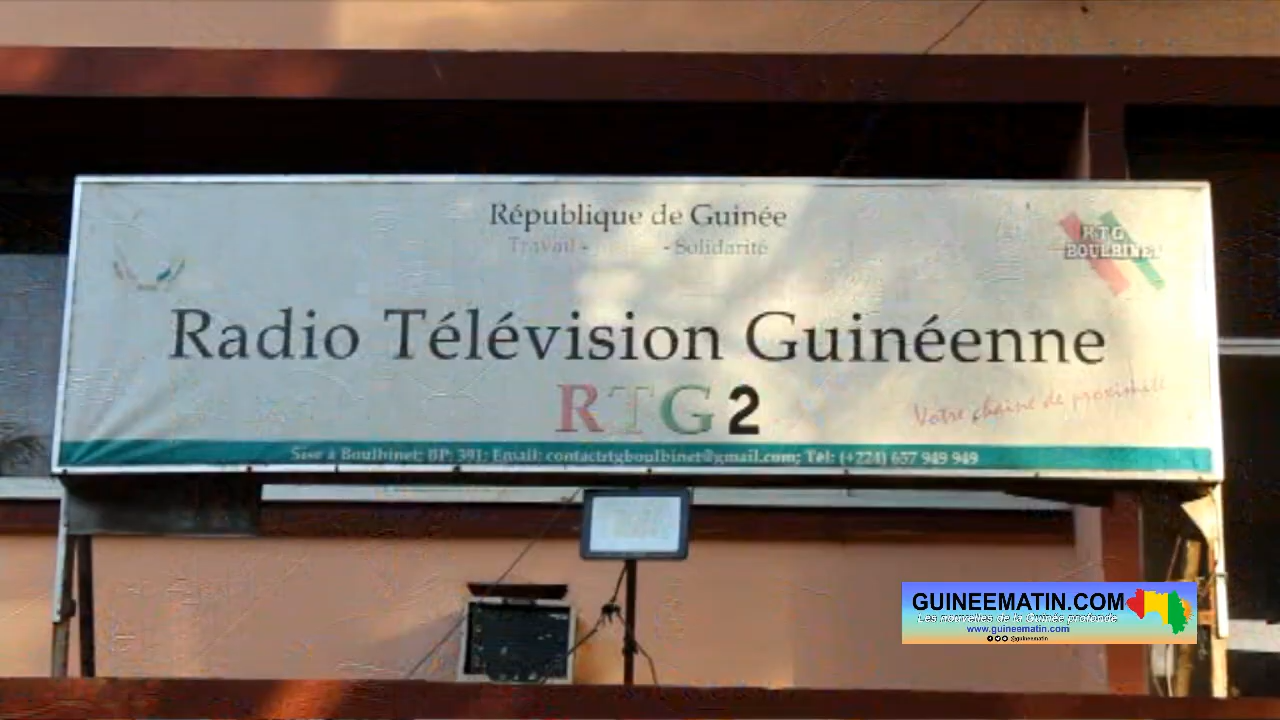 République de Guinée
Travail - - Solidarité
RTG
BOULBINET
Radio Télévision Guinéenne
RTG2
Votre chaîne de proximité
Sise à Boulbinet; BP: 391; Email: contactrtgboulbinet@gmail.com; Tél: (+224) 657 949 949
GUINEEMATIN.COM
Les nouvelles de la Guinée profonde
www.guineematin.com
@guineematin